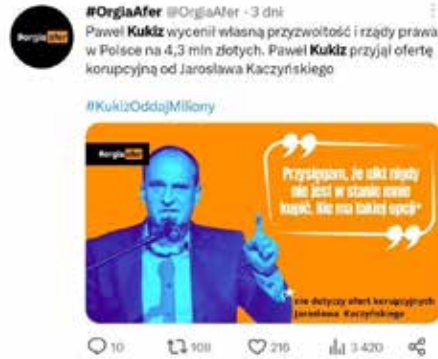 #OrgiaAfer @OrgiaAfer · 3 dni
Paweł Kukiz wycenił własną przyzwoitość i rządy prawa
w Polsce na 4,3 mln złotych. Paweł Kukiz przyjął ofertę
korupcyjną od Jarosława Kaczyńskiego
#KukizOddajMiliony
#orgiaafer
#orgiaafer
Przysięgam, że nikt nigdy
nie jest w stanie mnie
kupić. Nie ma takiej opcji*
*nie dotyczy ofert korupcyjnych
Jarosława Kaczyńskiego
10 108 216 3 420